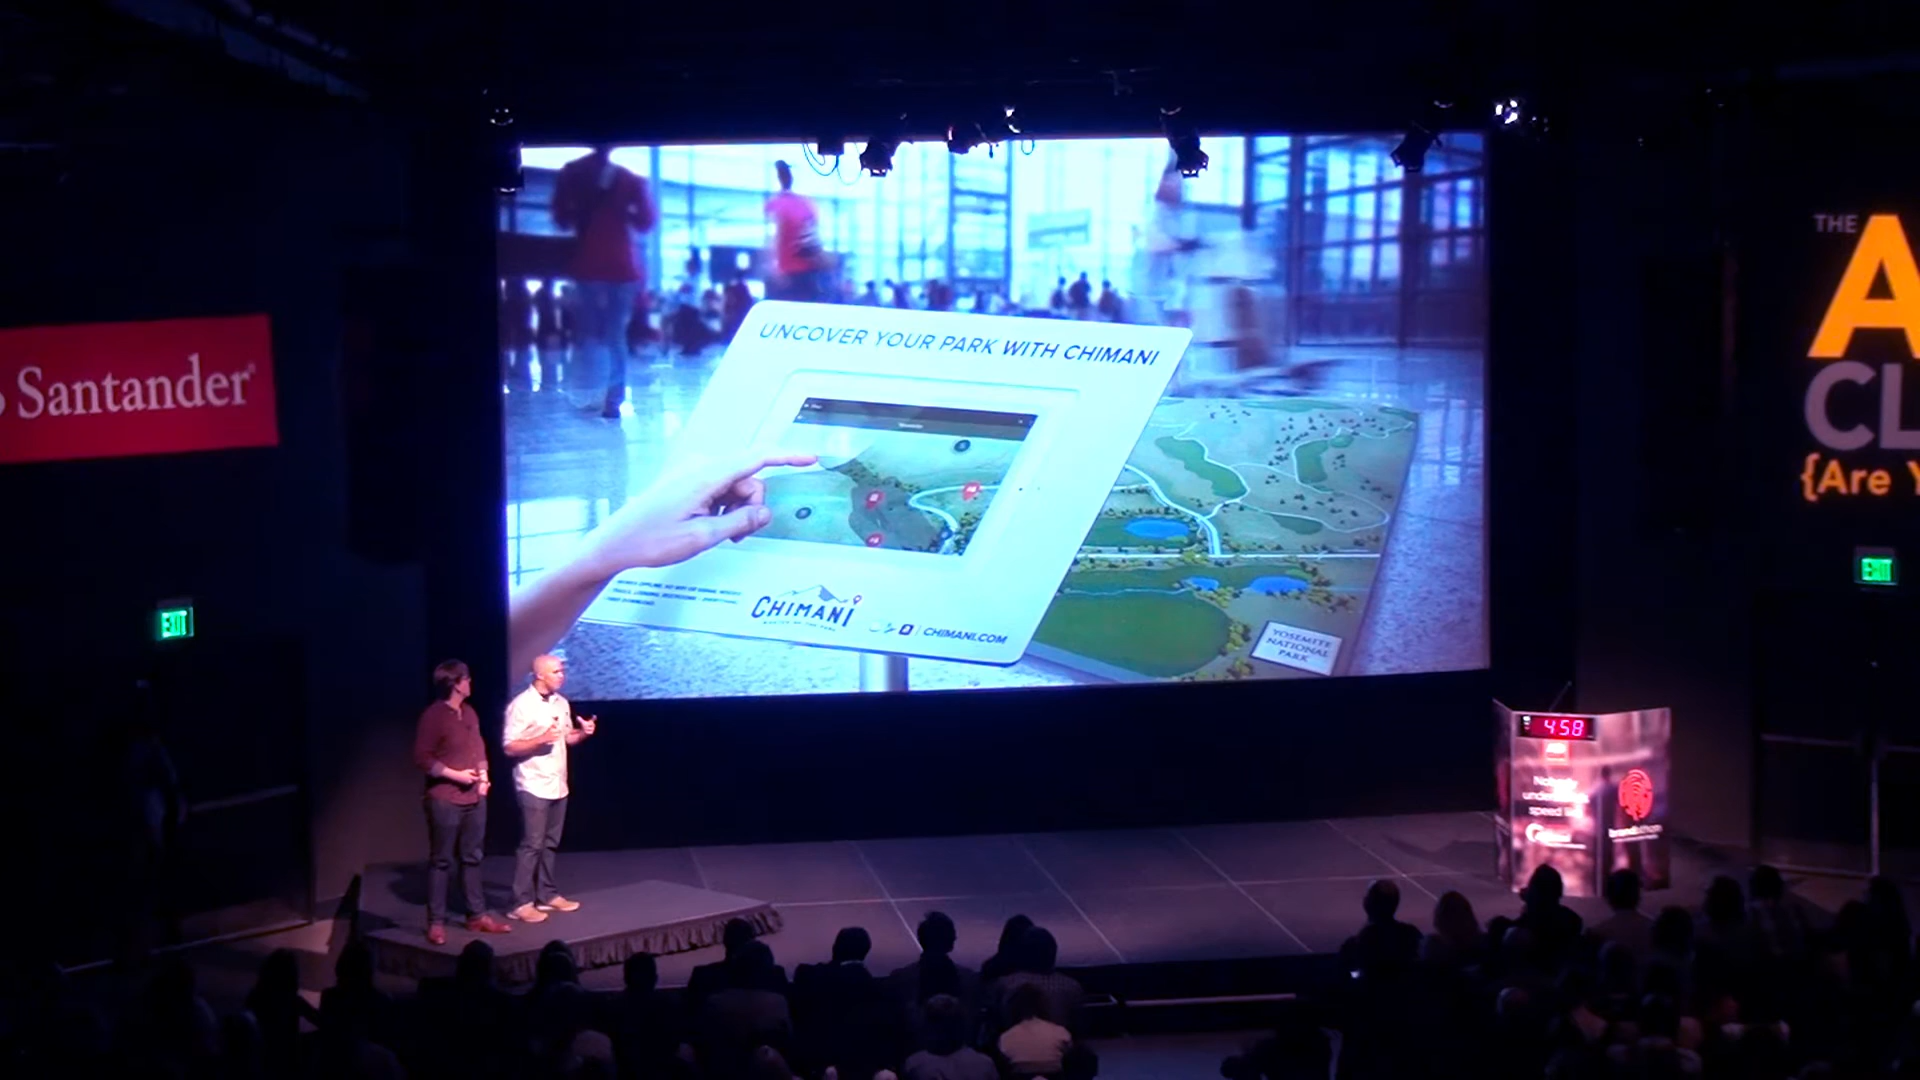 UNCOVER YOUR PARK WITH CHIMANI
CHIMANI
CHIMANI.COM
YOSEMITE
NATIONAL
PARK
Santander
THE
A
CL
{Are Y
EXIT
EXIT
4 58